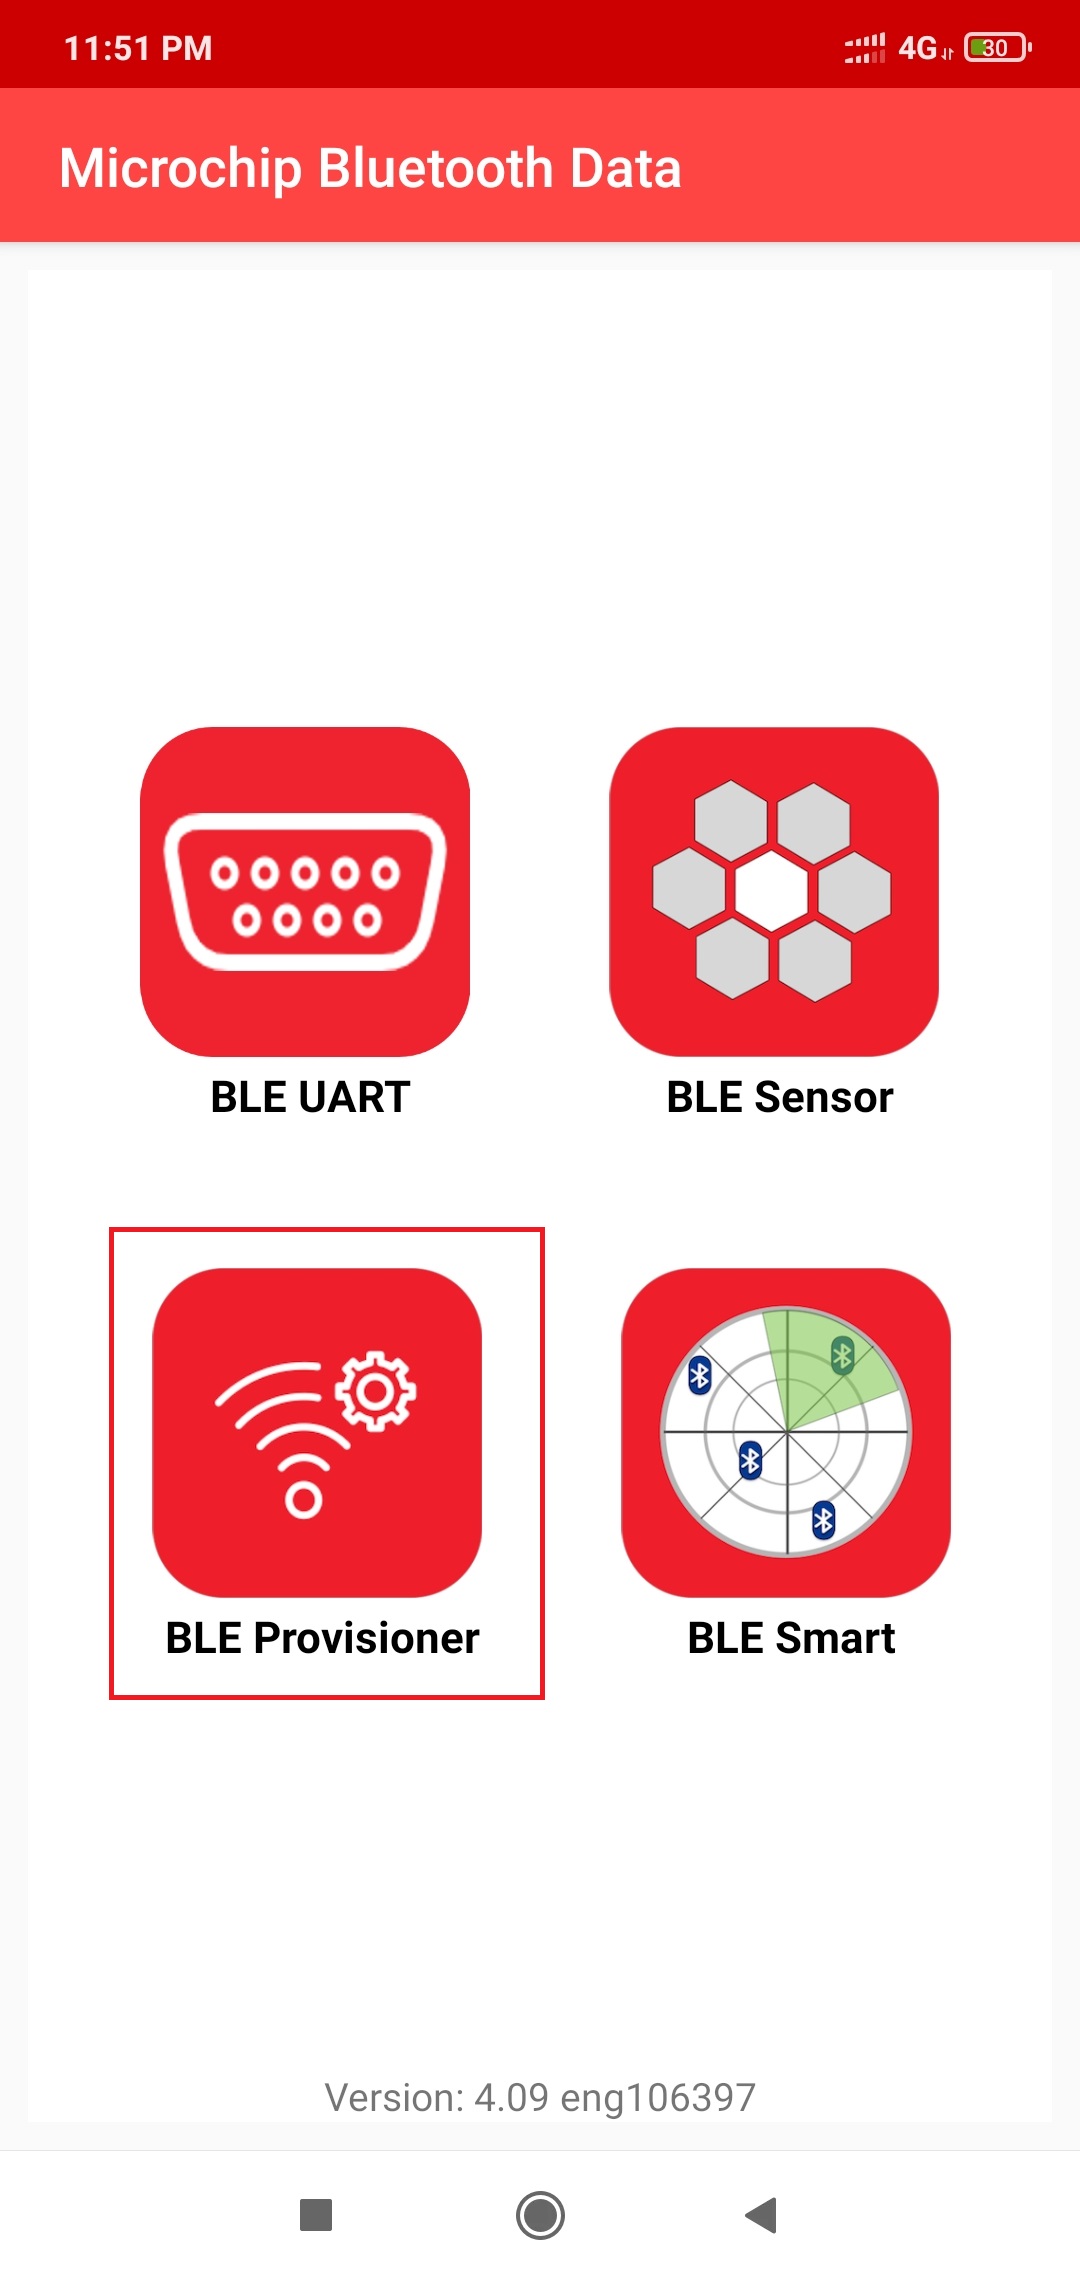 11:51 PM 4G 30
Microchip Bluetooth Data
BLE UART BLE Sensor
BLE Provisioner BLE Smart
Version: 4.09 eng106397